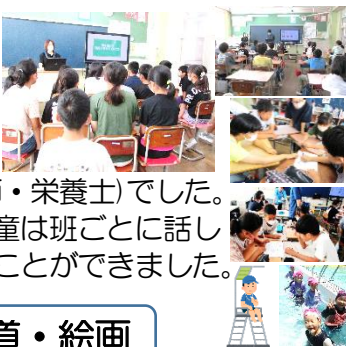 ・栄養士)でした。
童は班ごとに話し
ことができました。
道・絵画